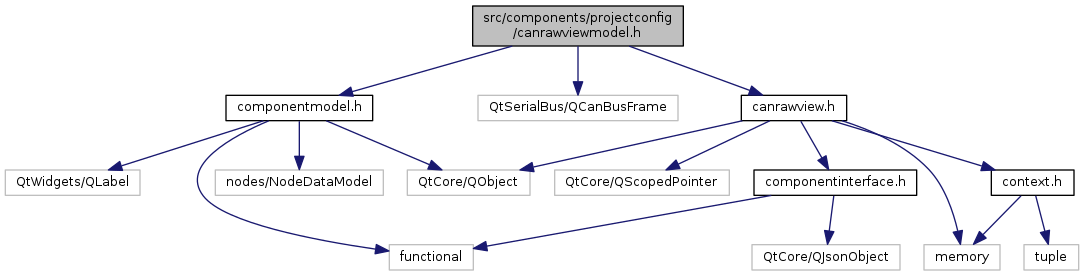 src/components/projectconfig
/canrawviewmodel.h
componentmodel.h
QtSerialBus/QCanBusFrame
canrawview.h
QtWidgets/QLabel
nodes/NodeDataModel
QtCore/QObject
QtCore/QScopedPointer
componentinterface.h
context.h
functional
QtCore/QJsonObject
memory
tuple